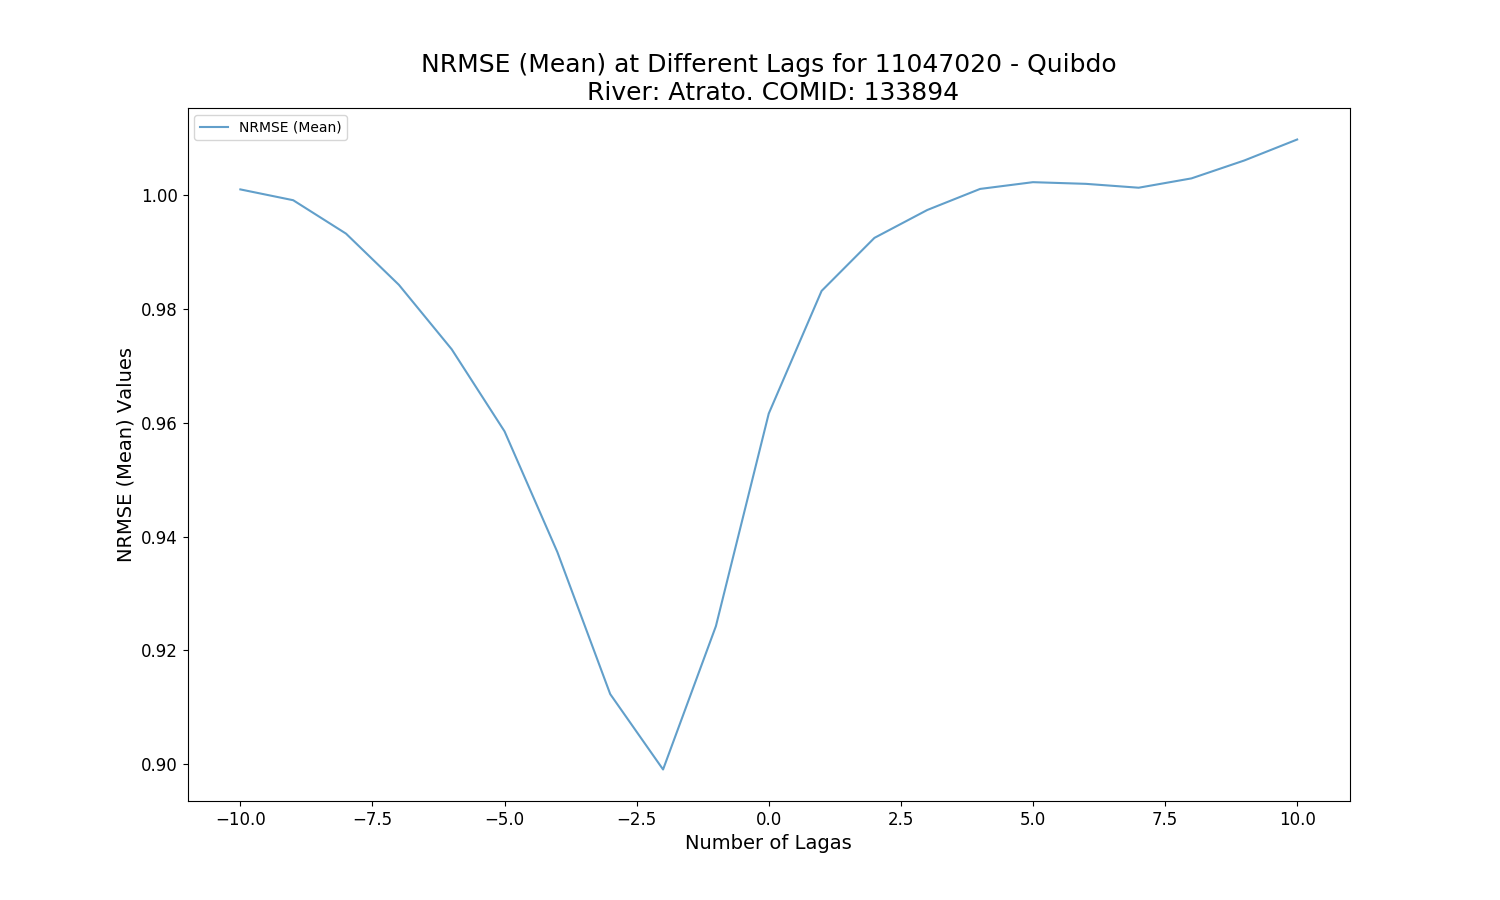 NRMSE (Mean) at Different Lags for 11047020 - Quibdo
River: Atrato. COMID: 133894
NRMSE (Mean)
1.00
0.98
0.96
0.94
0.92
0.90
NRMSE (Mean) Values
−10.0 −7.5 −5.0 −2.5 0.0 2.5 5.0 7.5 10.0
Number of Lagas